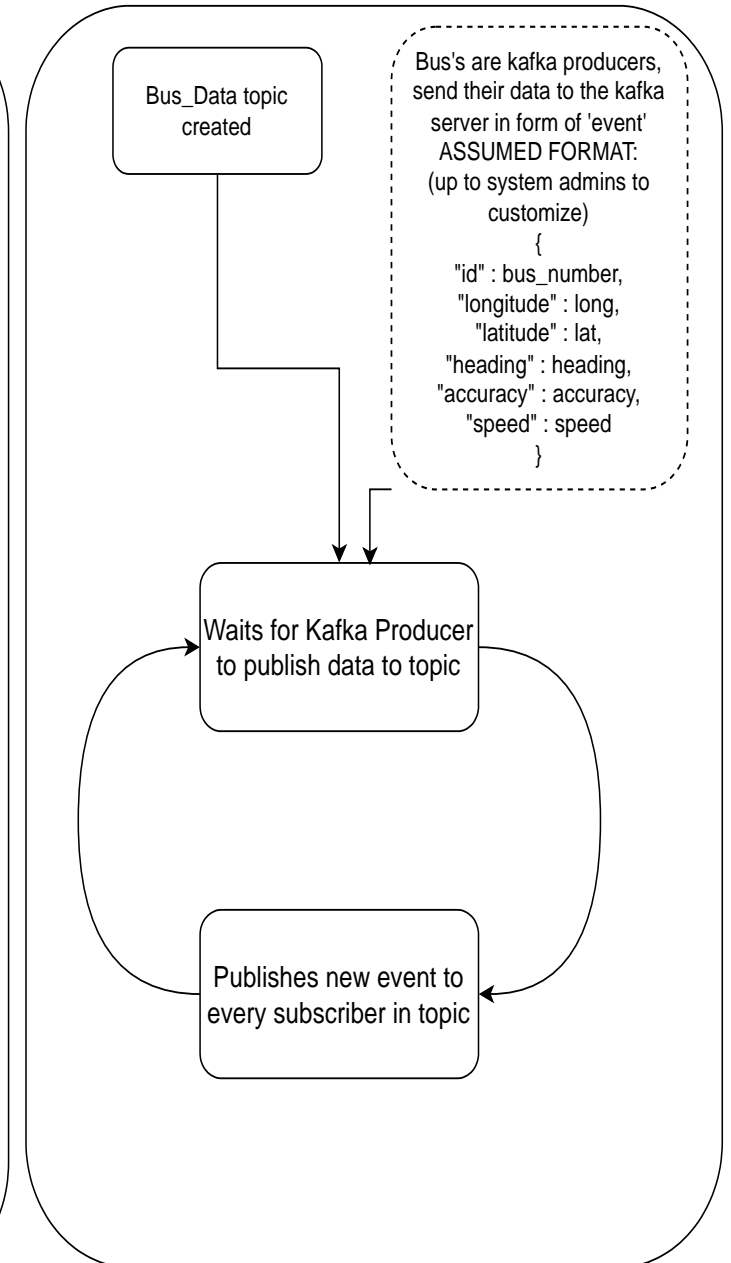 Bus_Data topic
created
Bus's are kafka producers,
send their data to the kafka
server in form of 'event'
ASSUMED FORMAT:
(up to system admins to
customize)
{
"id" : bus_number,
"longitude" : long,
"latitude" : lat,
"heading" : heading,
"accuracy" : accuracy,
"speed" : speed
}
Waits for Kafka Producer
to publish data to topic
Publishes new event to
every subscriber in topic